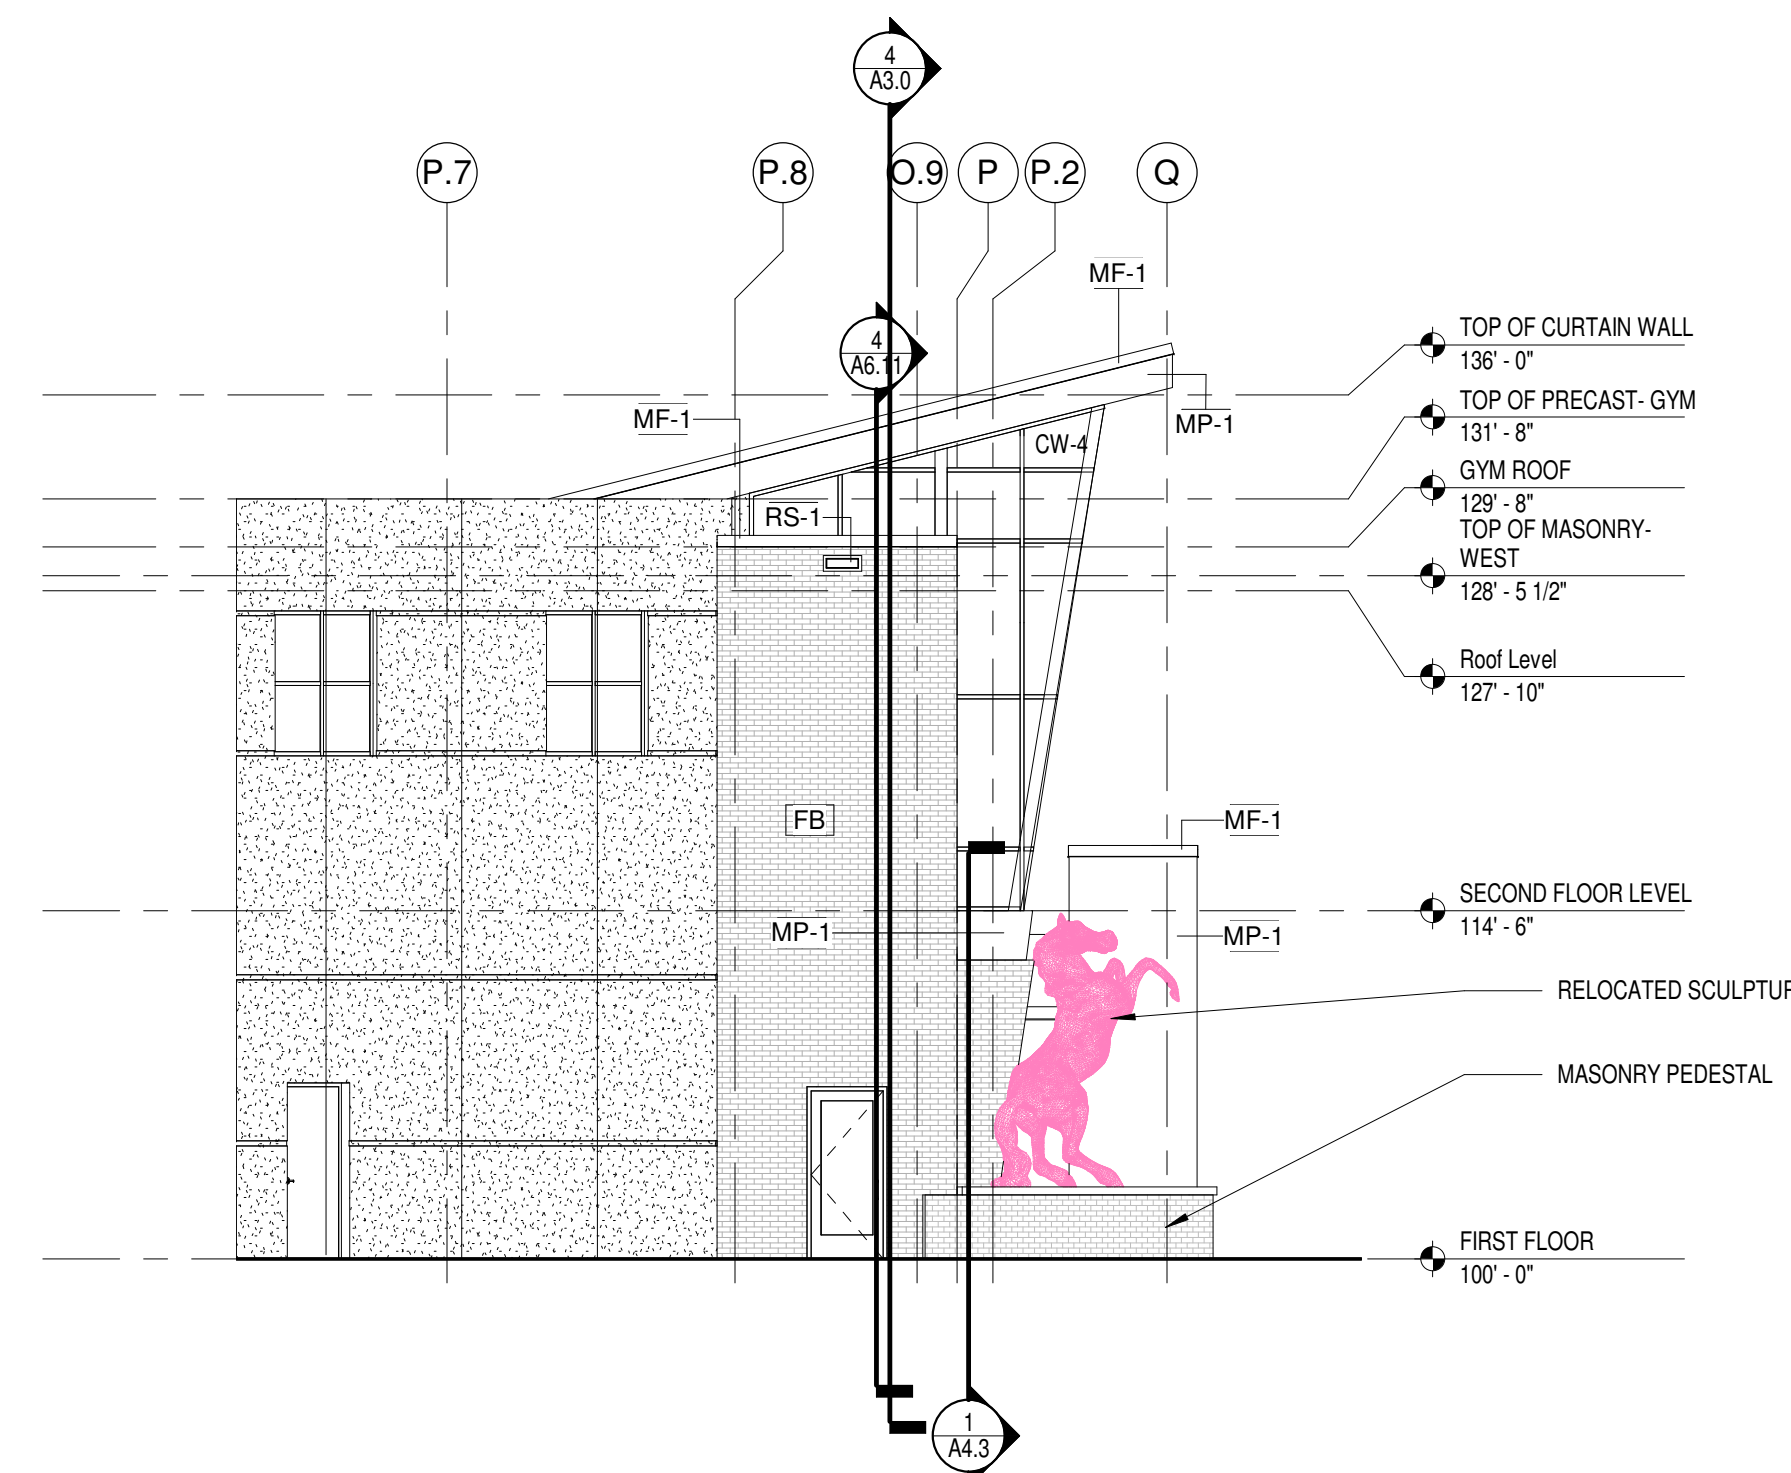 4
A3.0
P.7
P.8
O.9
P
P.2
Q
MF-1
4
A6.11
TOP OF CURTAIN WALL
136' - 0"
MF-1
MP-1
TOP OF PRECAST- GYM
131' - 8"
CW-4
GYM ROOF
129' - 8"
RS-1
TOP OF MASONRY-
WEST
128' - 5 1/2"
Roof Level
127' - 10"
FB
MF-1
SECOND FLOOR LEVEL
114' - 6"
MP-1
MP-1
RELOCATED SCULPTUR
MASONRY PEDESTAL
FIRST FLOOR
100' - 0"
1
A4.3